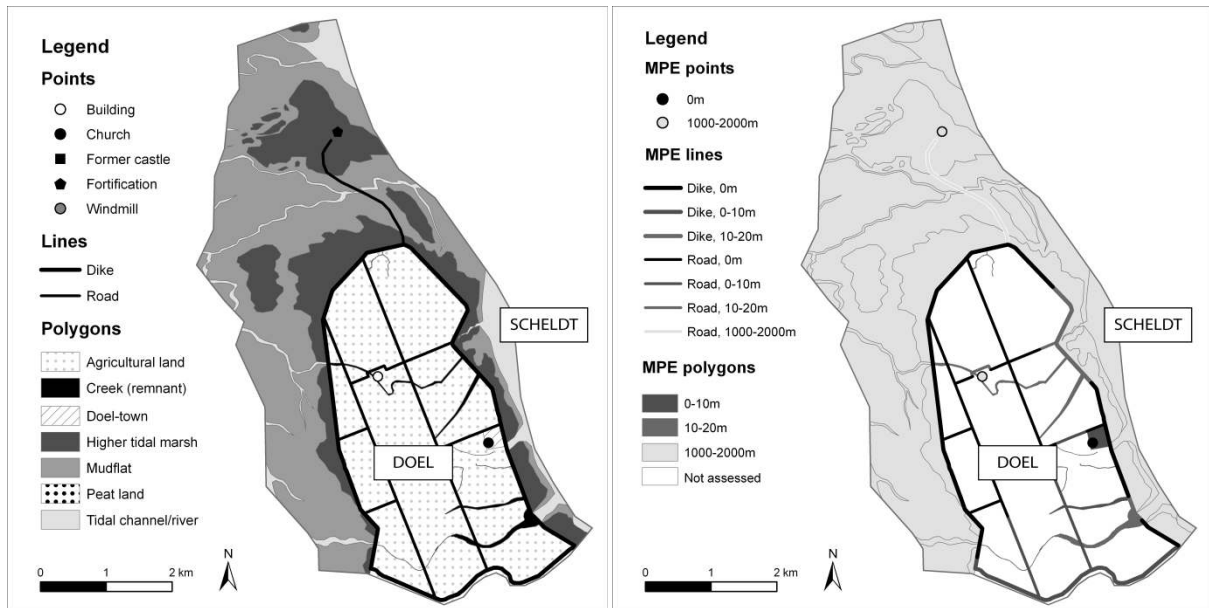 Legend
Points
Building
Church
Former castle
Fortification
Windmill
Lines
Dike
Road
Polygons
Agricultural land
Creek (remnant)
Doel-town
Higher tidal marsh
Mudflat
Peat land
Tidal channel/river
0 1 2 km
N
SCHELDT
DOEL
Legend
MPE points
0m
1000-2000m
MPE lines
Dike, 0m
Dike, 0-10m
Dike, 10-20m
Road, 0m
Road, 0-10m
Road, 10-20m
Road, 1000-2000m
MPE polygons
0-10m
10-20m
1000-2000m
Not assessed
0 1 2 km
N
SCHELDT
DOEL